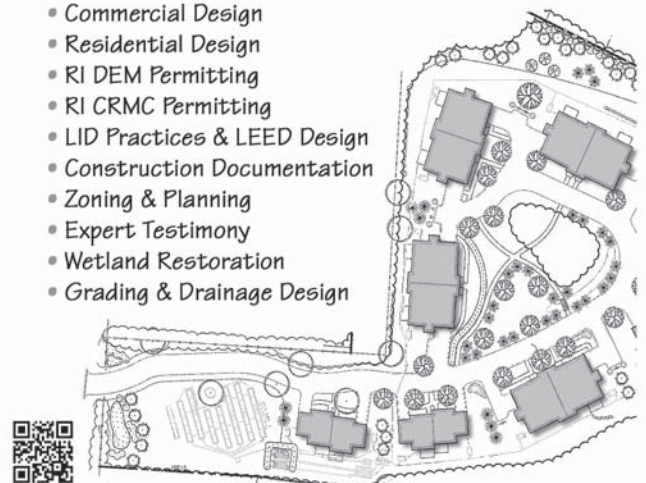 • Commercial Design
• Residential Design
• RI DEM Permitting
• RI CRMC Permitting
• LID Practices & LEED Design
• Construction Documentation
• Zoning & Planning
• Expert Testimony
• Wetland Restoration
• Grading & Drainage Design